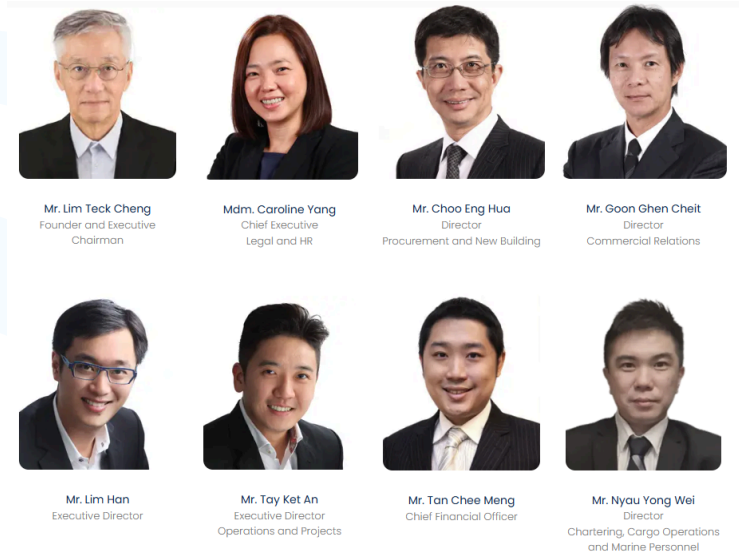 Mr. Lim Teck Cheng
Founder and Executive
Chairman
Mdm. Caroline Yang
Chief Executive
Legal and HR
Mr. Choo Eng Hua
Director
Procurement and New Building
Mr. Goon Ghen Cheit
Director
Commercial Relations
Mr. Lim Han
Executive Director
Mr. Tay Ket An
Executive Director
Operations and Projects
Mr. Tan Chee Meng
Chief Financial Officer
Mr. Nyau Yong Wei
Director
Chartering, Cargo Operations
and Marine Personnel